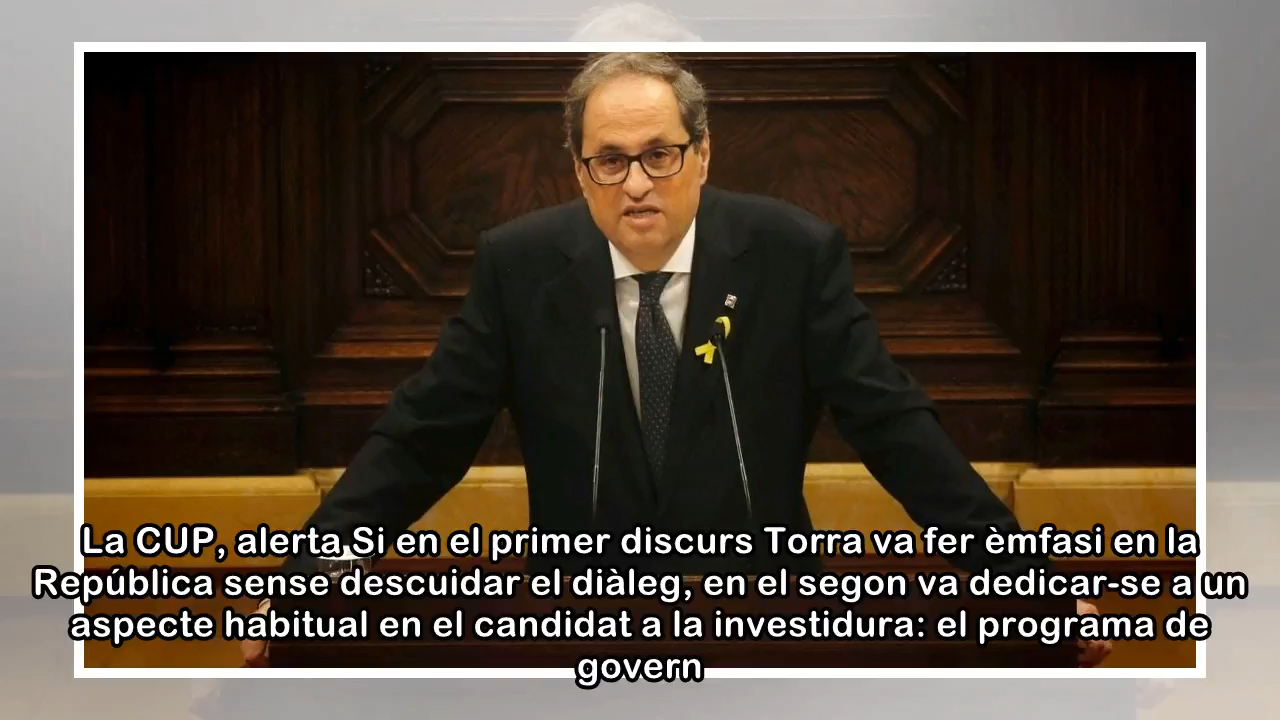 La CUP, alerta Si en el primer discurs Torra va fer èmfasi en la
República sense descuidar el diàleg, en el segon va dedicar-se a un
aspecte habitual en el candidat a la investidura: el programa de
govern